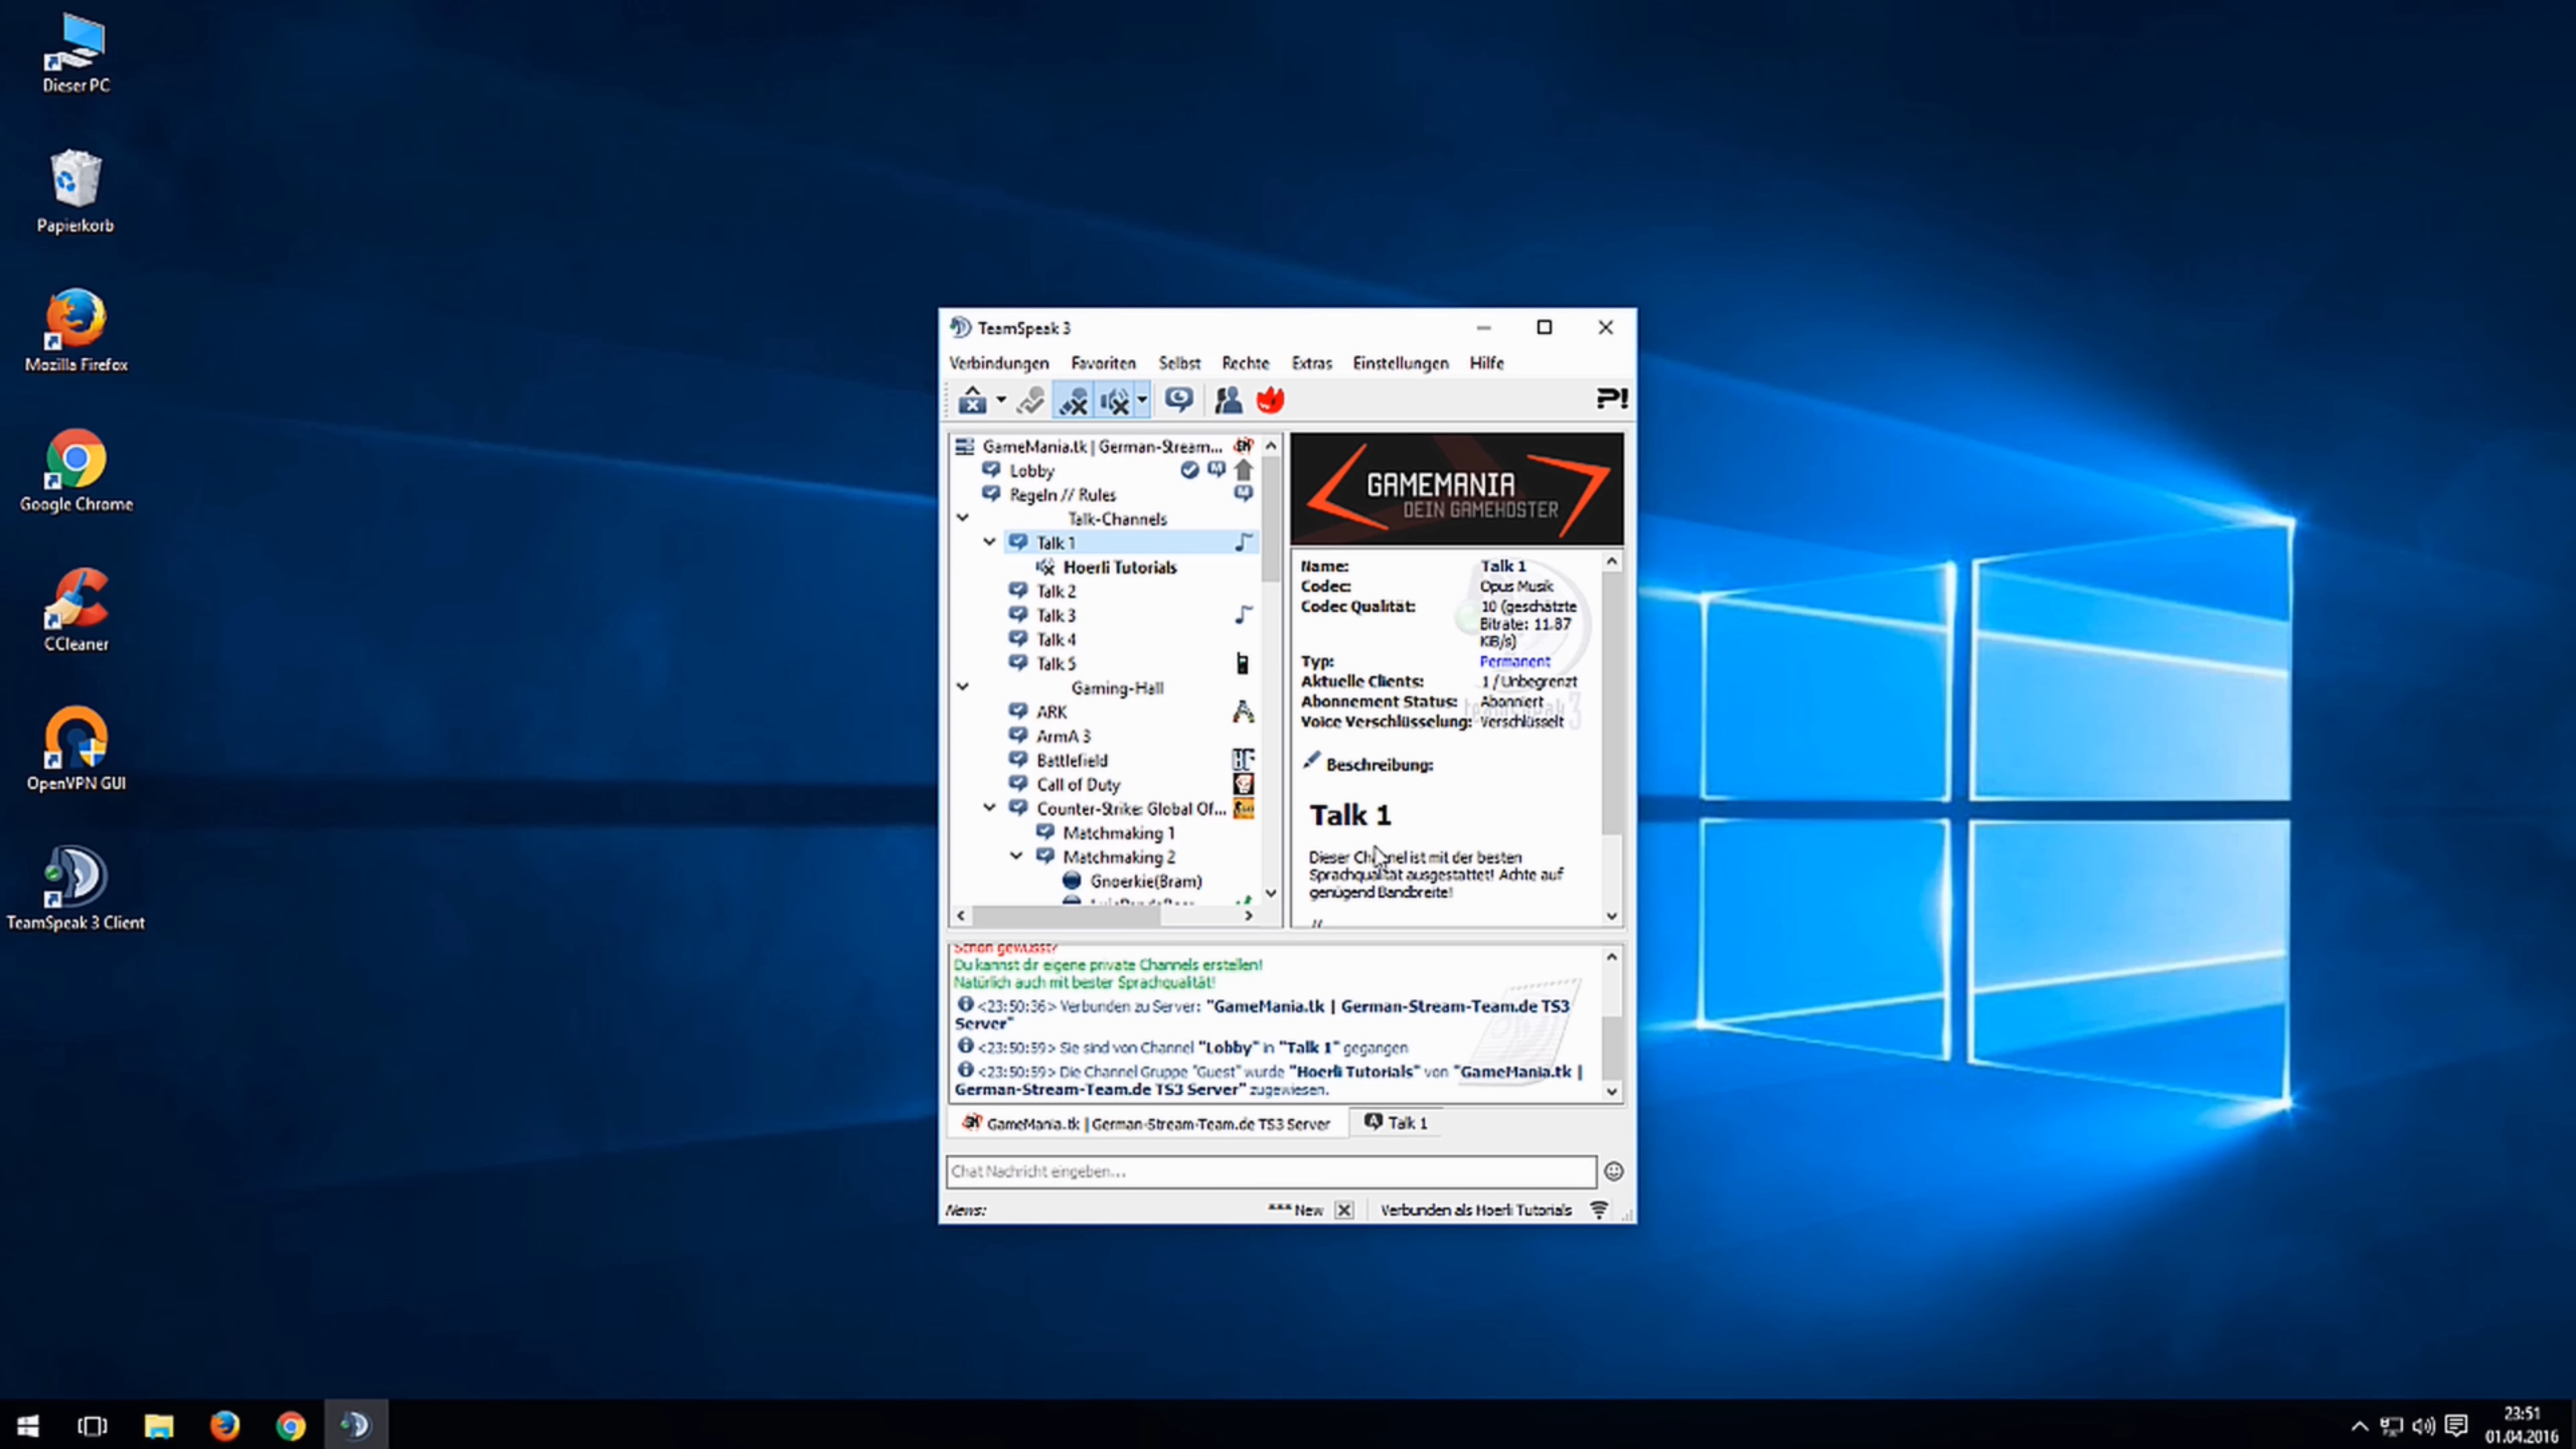 Dieser PC
Papierkorb
Mozilla Firefox
Google Chrome
CCleaner
OpenVPN GUI
TeamSpeak 3 Client
TeamSpeak 3
Verbindungen Favoriten Selbst Rechte Extras Einstellungen Hilfe
GameMania.tk | German-Stream...
Lobby
Regeln // Rules
Talk-Channels
Talk 1
Hoerli Tutorials
Talk 2
Talk 3
Talk 4
Talk 5
Gaming-Hall
ARK
ArmA 3
Battlefield
Call of Duty
Counter-Strike: Global Of...
Matchmaking 1
Matchmaking 2
Gnoerkie(Bram)
GAMEMANIA
DEIN GAMEHOSTER
Name: Talk 1
Codec: Opus Musik
Codec Qualität: 10 (geschätzte
Bitrate: 11.87
KiB/s)
Typ: Permanent
Aktuelle Clients: 1 / Unbegrenzt
Abonnement Status: Abonniert
Voice Verschlüsselung: Verschlüsselt
Beschreibung:
Talk 1
Dieser Channel ist mit der besten
Sprachqualität ausgestattet! Achte auf
genügend Bandbreite!
//
Schon gewusst?
Du kannst dir eigene private Channels erstellen!
Natürlich auch mit bester Sprachqualität!
<23:50:36> Verbunden zu Server: "GameMania.tk | German-Stream-Team.de TS3
Server"
<23:50:59> Sie sind von Channel "Lobby" in "Talk 1" gegangen
<23:50:59> Die Channel Gruppe "Guest" wurde "Hoerli Tutorials" von "GameMania.tk |
German-Stream-Team.de TS3 Server" zugewiesen.
GameMania.tk | German-Stream-Team.de TS3 Server Talk 1
Chat Nachricht eingeben...
News: *** New Verbunden als Hoerli Tutorials
23:51
01.04.2016